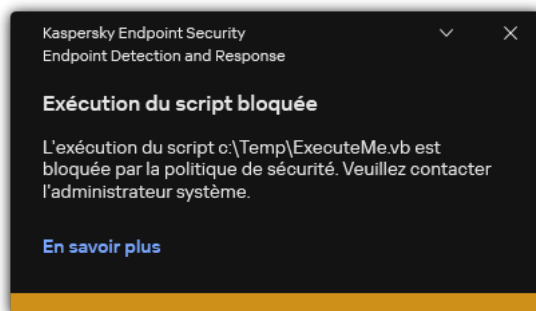 Kaspersky Endpoint Security
Endpoint Detection and Response
Exécution du script bloquée
L'exécution du script c:\Temp\ExecuteMe.vb est
bloquée par la politique de sécurité. Veuillez contacter
l'administrateur système.
En savoir plus